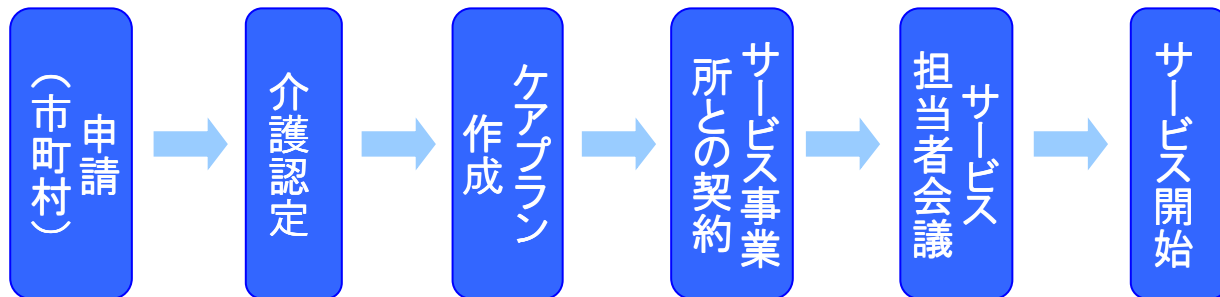 申請
（市町村）
介護認定
ケアプラン
作成
サービス事業
所との契約
サービス
担当者会議
サービス開始